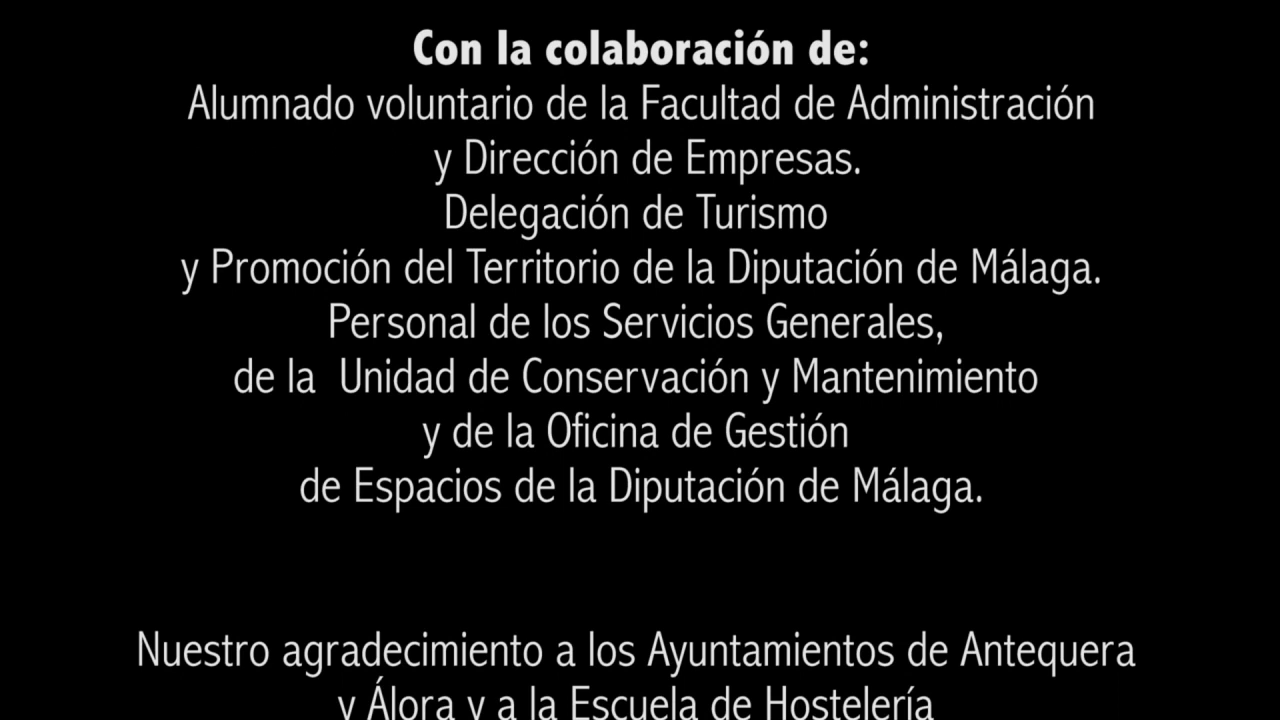 Con la colaboración de:
Alumnado voluntario de la Facultad de Administración
y Dirección de Empresas.
Delegación de Turismo
y Promoción del Territorio de la Diputación de Málaga.
Personal de los Servicios Generales,
de la  Unidad de Conservación y Mantenimiento
y de la Oficina de Gestión
de Espacios de la Diputación de Málaga.
Nuestro agradecimiento a los Ayuntamientos de Antequera
y Álora y a la Escuela de Hostelería